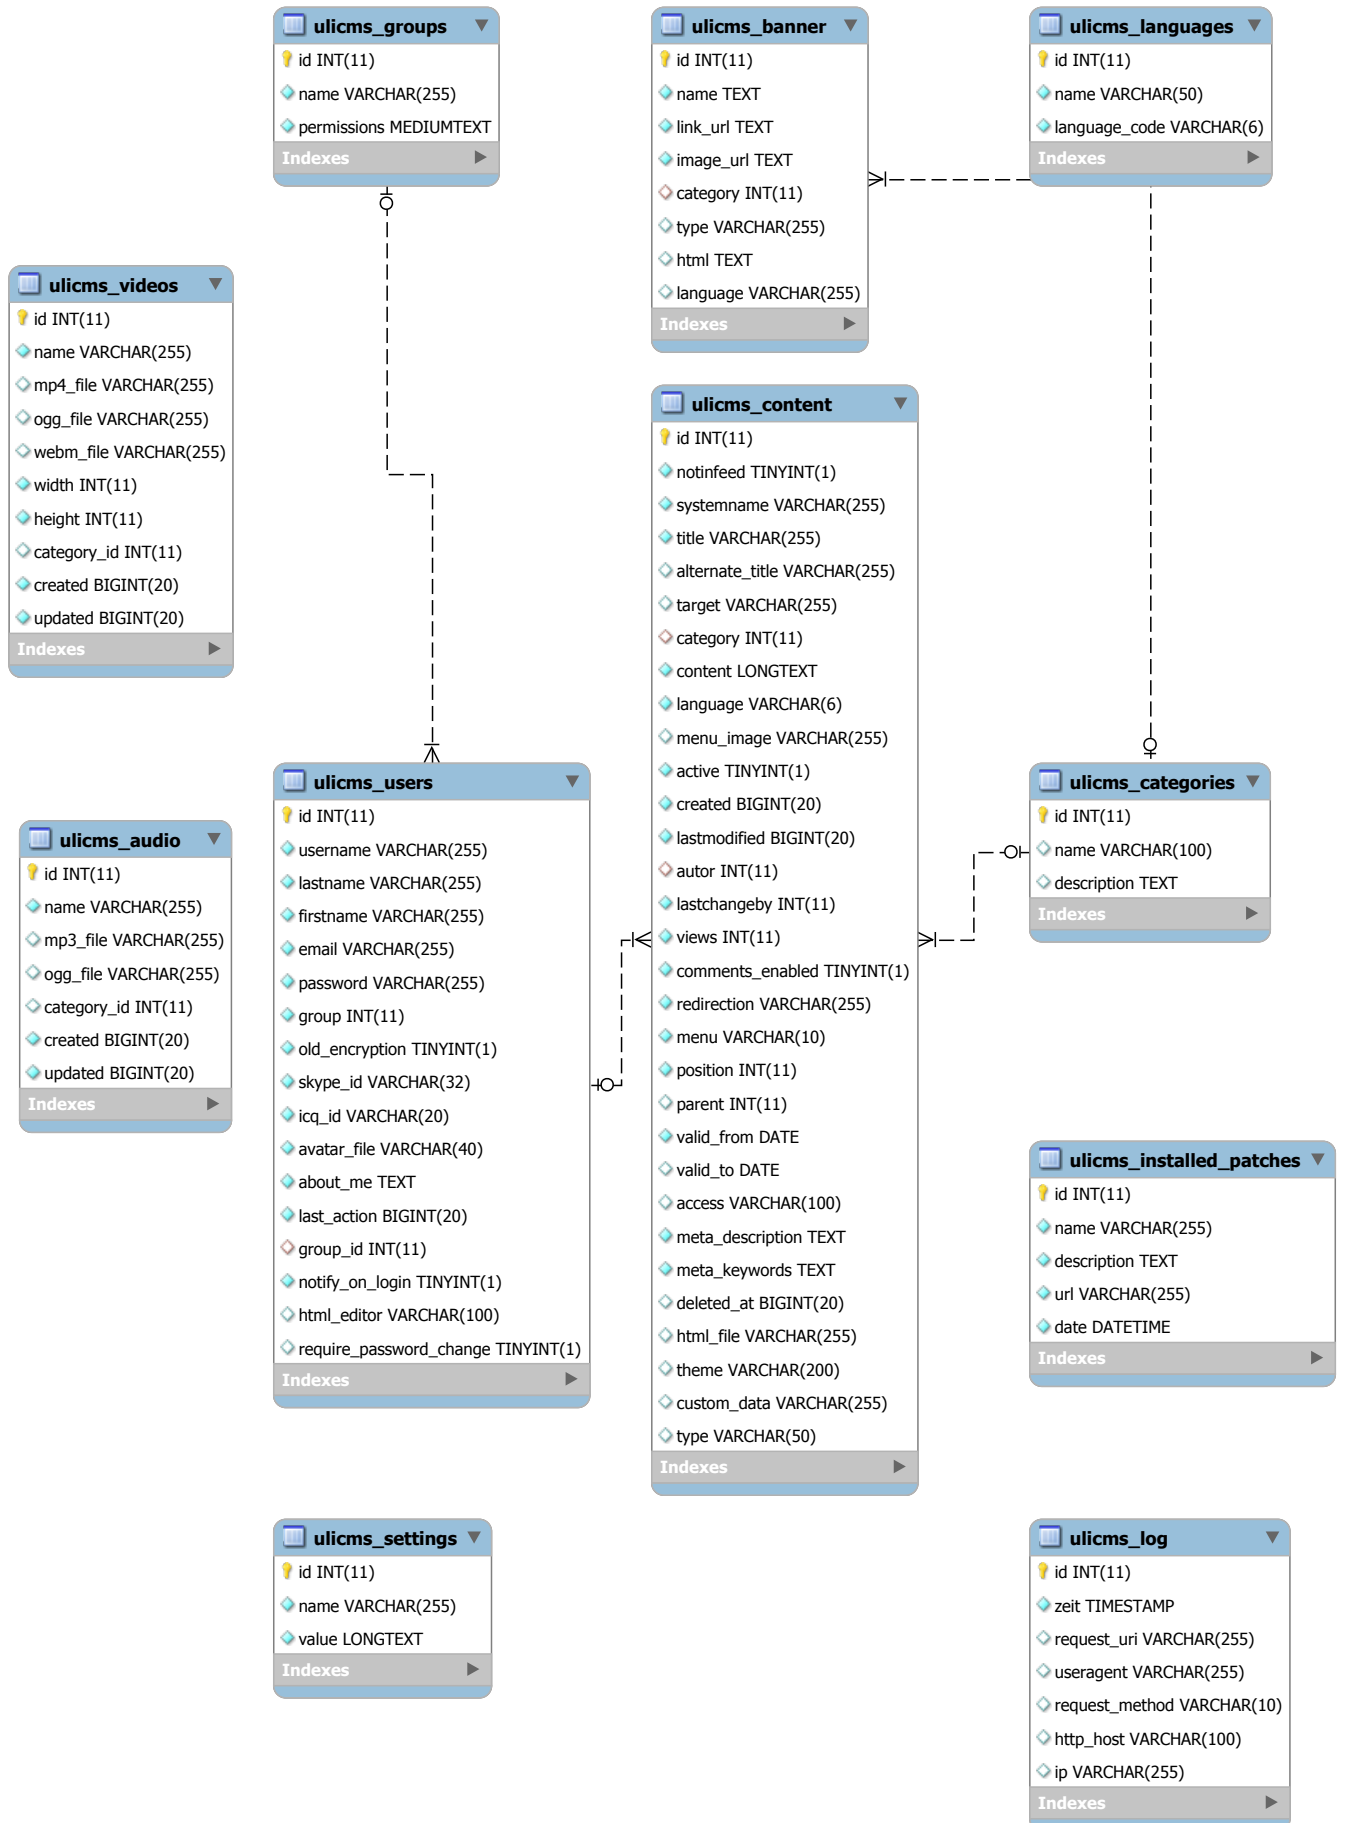 ulicms_groups
id INT(11)
name VARCHAR(255)
permissions MEDIUMTEXT
Indexes
ulicms_banner
id INT(11)
name TEXT
link_url TEXT
image_url TEXT
category INT(11)
type VARCHAR(255)
html TEXT
language VARCHAR(255)
Indexes
ulicms_languages
id INT(11)
name VARCHAR(50)
language_code VARCHAR(6)
Indexes
ulicms_videos
id INT(11)
name VARCHAR(255)
mp4_file VARCHAR(255)
ogg_file VARCHAR(255)
webm_file VARCHAR(255)
width INT(11)
height INT(11)
category_id INT(11)
created BIGINT(20)
updated BIGINT(20)
Indexes
ulicms_content
id INT(11)
notinfeed TINYINT(1)
systemname VARCHAR(255)
title VARCHAR(255)
alternate_title VARCHAR(255)
target VARCHAR(255)
category INT(11)
content LONGTEXT
language VARCHAR(6)
menu_image VARCHAR(255)
active TINYINT(1)
created BIGINT(20)
lastmodified BIGINT(20)
autor INT(11)
lastchangeby INT(11)
views INT(11)
comments_enabled TINYINT(1)
redirection VARCHAR(255)
menu VARCHAR(10)
position INT(11)
parent INT(11)
valid_from DATE
valid_to DATE
access VARCHAR(100)
meta_description TEXT
meta_keywords TEXT
deleted_at BIGINT(20)
html_file VARCHAR(255)
theme VARCHAR(200)
custom_data VARCHAR(255)
type VARCHAR(50)
Indexes
ulicms_users
id INT(11)
username VARCHAR(255)
lastname VARCHAR(255)
firstname VARCHAR(255)
email VARCHAR(255)
password VARCHAR(255)
group INT(11)
old_encryption TINYINT(1)
skype_id VARCHAR(32)
icq_id VARCHAR(20)
avatar_file VARCHAR(40)
about_me TEXT
last_action BIGINT(20)
group_id INT(11)
notify_on_login TINYINT(1)
html_editor VARCHAR(100)
require_password_change TINYINT(1)
Indexes
ulicms_categories
id INT(11)
name VARCHAR(100)
description TEXT
Indexes
ulicms_audio
id INT(11)
name VARCHAR(255)
mp3_file VARCHAR(255)
ogg_file VARCHAR(255)
category_id INT(11)
created BIGINT(20)
updated BIGINT(20)
Indexes
ulicms_installed_patches
id INT(11)
name VARCHAR(255)
description TEXT
url VARCHAR(255)
date DATETIME
Indexes
ulicms_settings
id INT(11)
name VARCHAR(255)
value LONGTEXT
Indexes
ulicms_log
id INT(11)
zeit TIMESTAMP
request_uri VARCHAR(255)
useragent VARCHAR(255)
request_method VARCHAR(10)
http_host VARCHAR(100)
ip VARCHAR(255)
Indexes